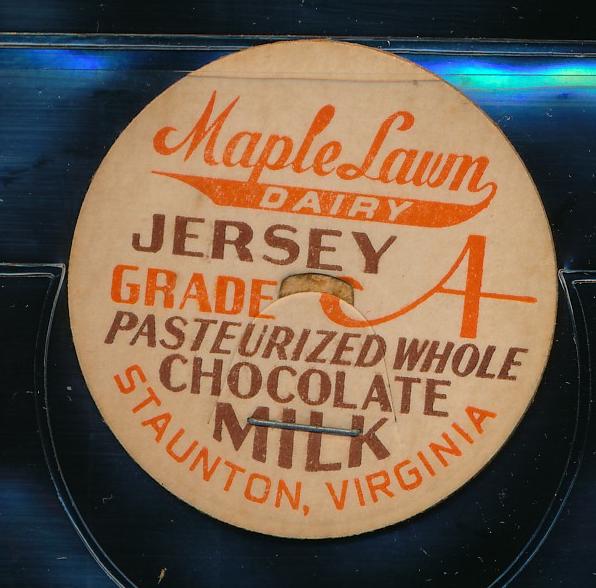 Maple Lawn
DAIRY
JERSEY
GRADE A
PASTEURIZED WHOLE
CHOCOLATE
MILK
STAUNTON, VIRGINIA